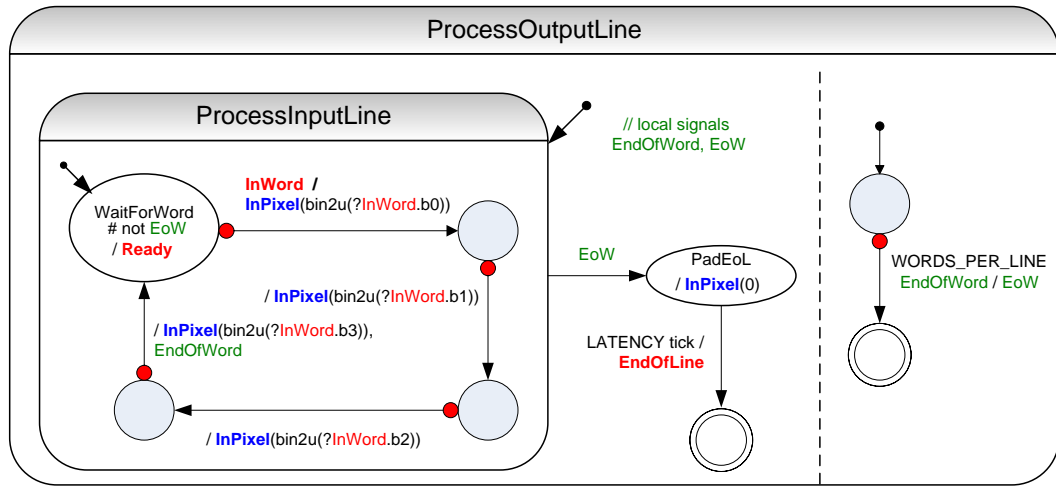 ProcessOutputLine
ProcessInputLine
// local signals
EndOfWord, EoW
WaitForWord
# not EoW
/ Ready
InWord /
InPixel(bin2u(?InWord.b0))
/ InPixel(bin2u(?InWord.b1))
/ InPixel(bin2u(?InWord.b3)),
EndOfWord
/ InPixel(bin2u(?InWord.b2))
EoW
PadEoL
/ InPixel(0)
LATENCY tick /
EndOfLine
WORDS_PER_LINE
EndOfWord / EoW